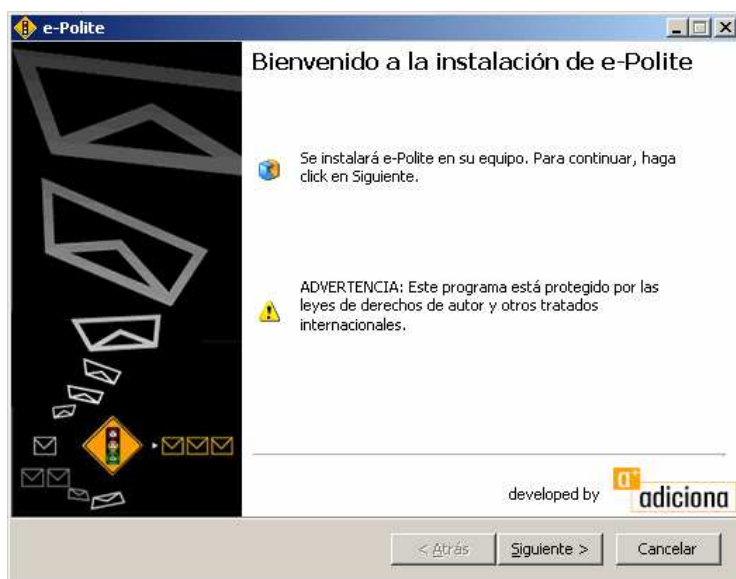 e-Polite
Bienvenido a la instalación de e-Polite
Se instalará e-Polite en su equipo. Para continuar, haga
click en Siguiente.
ADVERTENCIA: Este programa está protegido por las
leyes de derechos de autor y otros tratados
internacionales.
developed by
a+
adiciona
< Atrás
Siguiente >
Cancelar